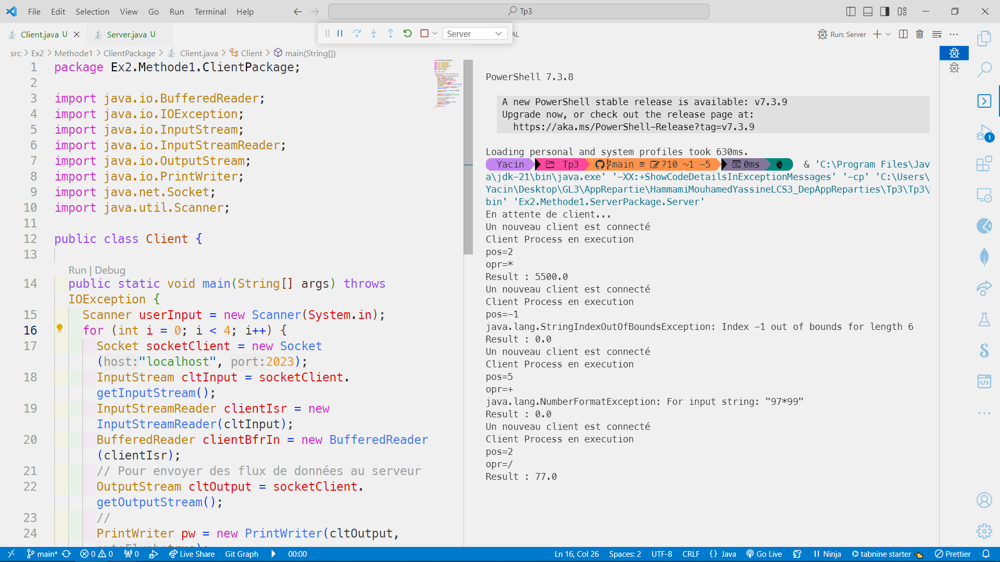 File Edit Selection View Go Run Terminal Help
Tp3
Client.java U
Server.java U
Server
AL
Run: Server
src > Ex2 > Methode1 > ClientPackage > Client.java > Client > main(String[])
1 package Ex2.Methode1.ClientPackage;
2
3 import java.io.BufferedReader;
4 import java.io.IOException;
5 import java.io.InputStream;
6 import java.io.InputStreamReader;
7 import java.io.OutputStream;
8 import java.io.PrintWriter;
9 import java.net.Socket;
10 import java.util.Scanner;
11
12 public class Client {
13
Run | Debug
14 public static void main(String[] args) throws
IOException {
15 Scanner userInput = new Scanner(System.in);
16 for (int i = 0; i < 4; i++) {
17 Socket socketClient = new Socket
(host:"localhost", port:2023);
18 InputStream cltInput = socketClient.
getInputStream();
19 InputStreamReader clientIsr = new
InputStreamReader(cltInput);
20 BufferedReader clientBfrIn = new BufferedReader
(clientIsr);
21 // Pour envoyer des flux de données au serveur
22 OutputStream cltOutput = socketClient.
getOutputStream();
23 //
24 PrintWriter pw = new PrintWriter(cltOutput,
PowerShell 7.3.8
A new PowerShell stable release is available: v7.3.9
Upgrade now, or check out the release page at:
https://aka.ms/PowerShell-Release?tag=v7.3.9
Loading personal and system profiles took 630ms.
Yacin Tp3 main ≡ ?10 ~1 -5 0ms & 'C:\Program Files\Jav
a\jdk-21\bin\java.exe' '-XX:+ShowCodeDetailsInExceptionMessages' '-cp' 'C:\Users\
Yacin\Desktop\GL3\AppRepartie\HammamiMouhamedYassineLCS3_DepAppReparties\Tp3\Tp3\
bin' 'Ex2.Methode1.ServerPackage.Server'
En attente de client...
Un nouveau client est connecté
Client Process en execution
pos=2
opr=*
Result : 5500.0
Un nouveau client est connecté
Client Process en execution
pos=-1
java.lang.StringIndexOutOfBoundsException: Index -1 out of bounds for length 6
Result : 0.0
Un nouveau client est connecté
Client Process en execution
pos=5
opr=+
java.lang.NumberFormatException: For input string: "97*99"
Result : 0.0
Un nouveau client est connecté
Client Process en execution
pos=2
opr=/
Result : 77.0
1
main* 0 0 0 Live Share Git Graph 00:00 Ln 16, Col 26 Spaces: 2 UTF-8 CRLF {} Java Go Live Ninja tabnine starter Prettier